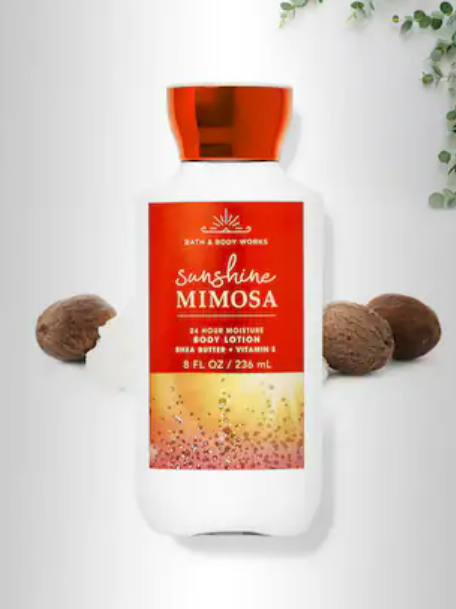 BATH & BODY WORKS
sunshine
MIMOSA
24 HOUR MOISTURE
BODY LOTION
SHEA BUTTER + VITAMIN E
8 FL OZ / 236 mL